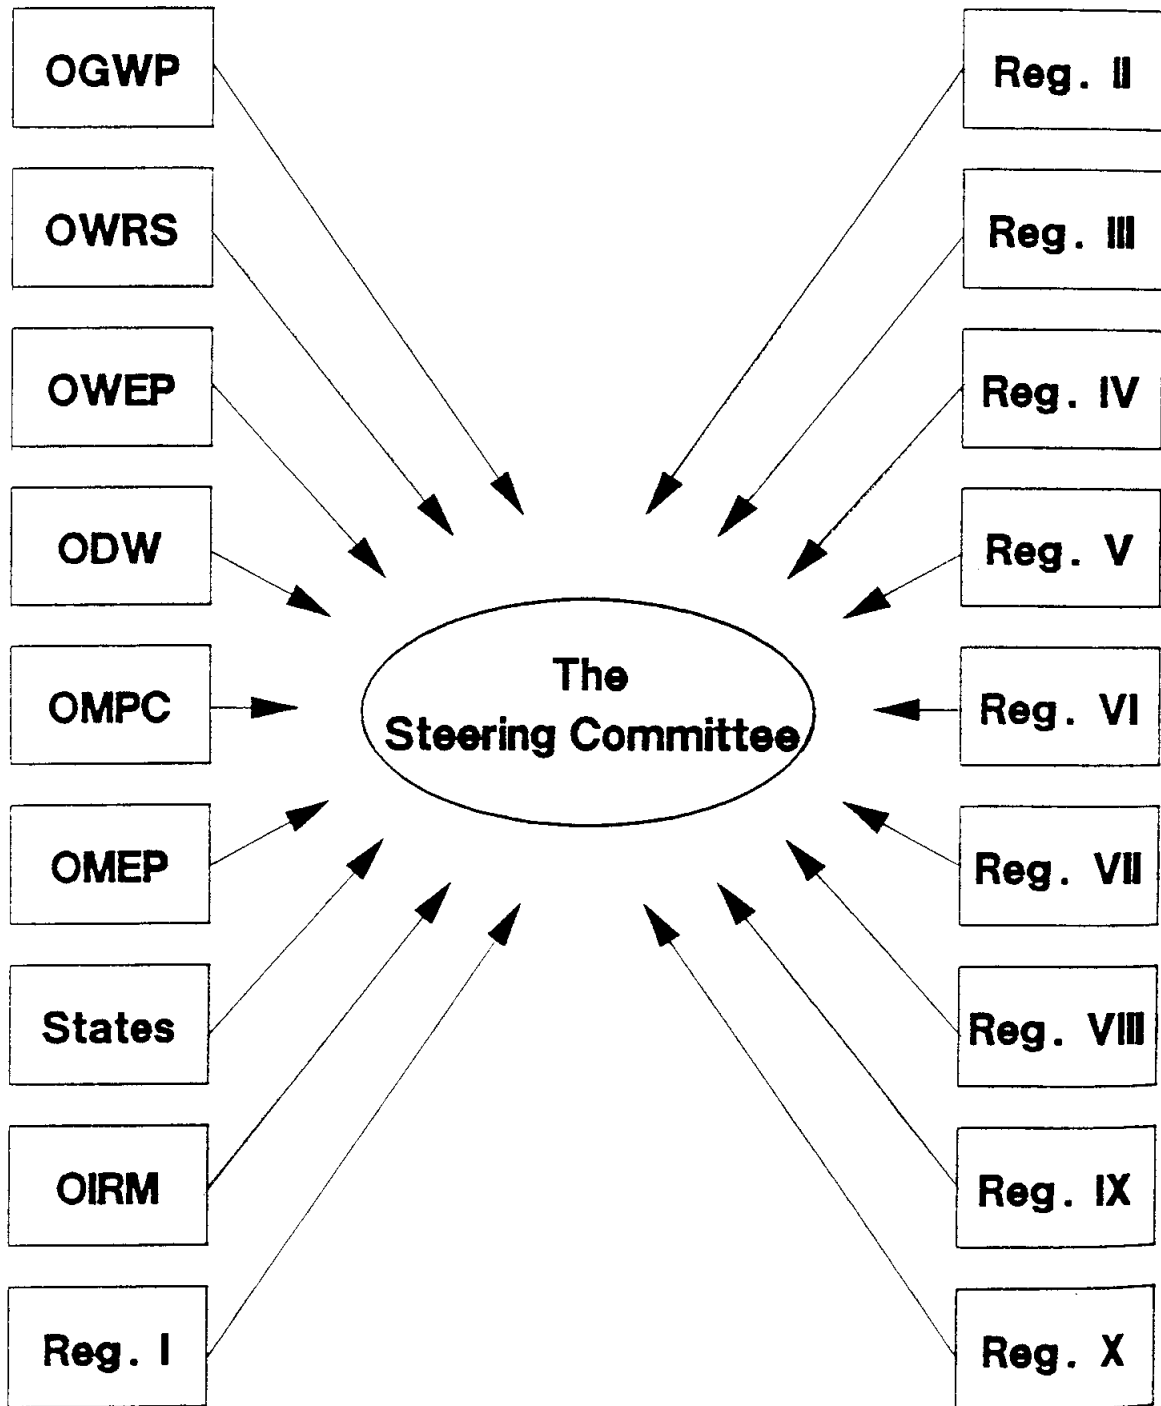 OGWP
OWRS
OWEP
ODW
OMPC
OMEP
States
OIRM
Reg. I
The
Steering Committee
Reg. II
Reg. III
Reg. IV
Reg. V
Reg. VI
Reg. VII
Reg. VIII
Reg. IX
Reg. X